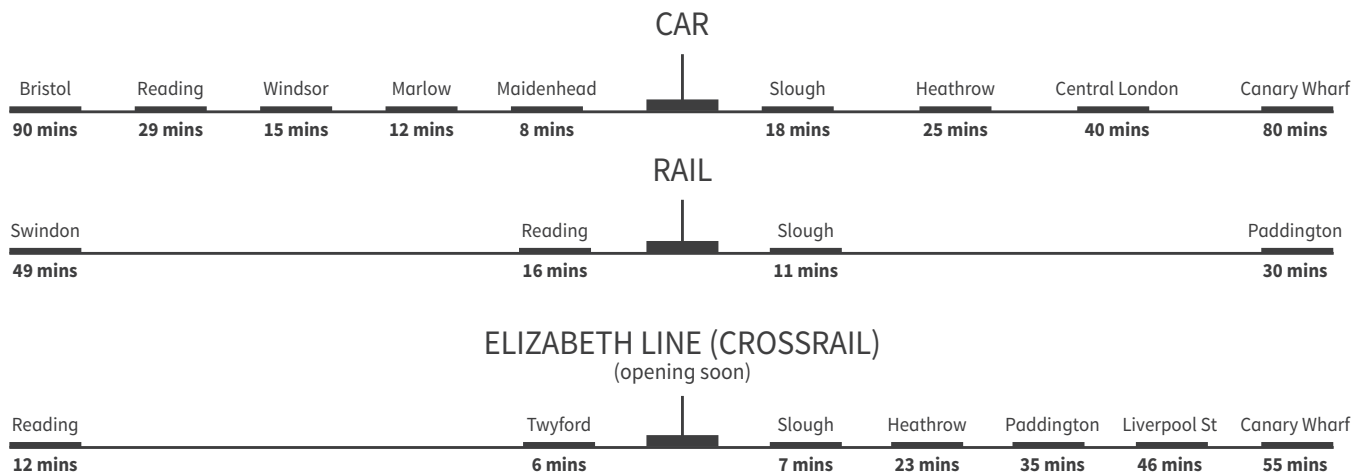 CAR
Bristol Reading Windsor Marlow Maidenhead Slough Heathrow Central London Canary Wharf
90 mins 29 mins 15 mins 12 mins 8 mins 18 mins 25 mins 40 mins 80 mins
RAIL
Swindon Reading Slough Paddington
49 mins 16 mins 11 mins 30 mins
ELIZABETH LINE (CROSSRAIL)
(opening soon)
Reading Twyford Slough Heathrow Paddington Liverpool St Canary Wharf
12 mins 6 mins 7 mins 23 mins 35 mins 46 mins 55 mins